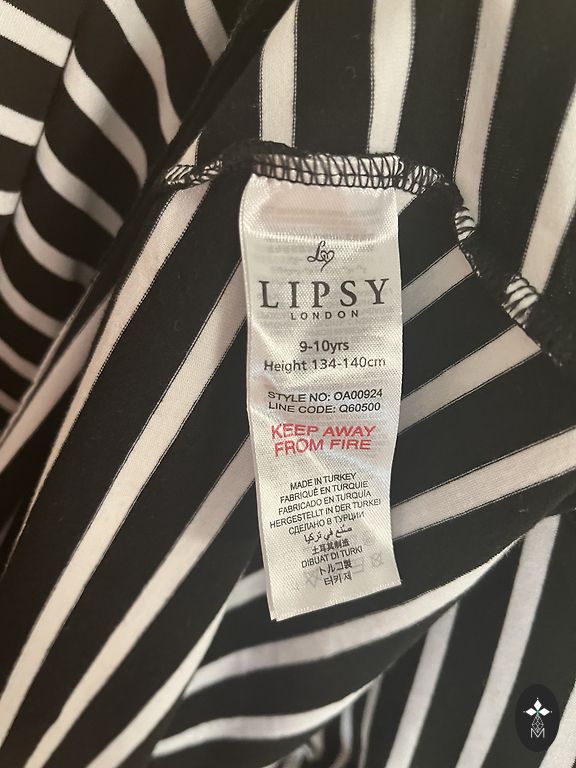 LIPSY
LONDON
9-10yrs
Height 134-140cm
STYLE NO: OA00924
LINE CODE: Q60500
KEEP AWAY
FROM FIRE
MADE IN TURKEY
FABRIQUÉ EN TURQUIE
FABRICADO EN TURQUÍA
HERGESTELLT IN DER TÜRKEI
СДЕЛАНО В ТУРЦИИ
صنع في تركيا
土耳其制造
DIBUAT DI TURKI
トルコ製
터키제